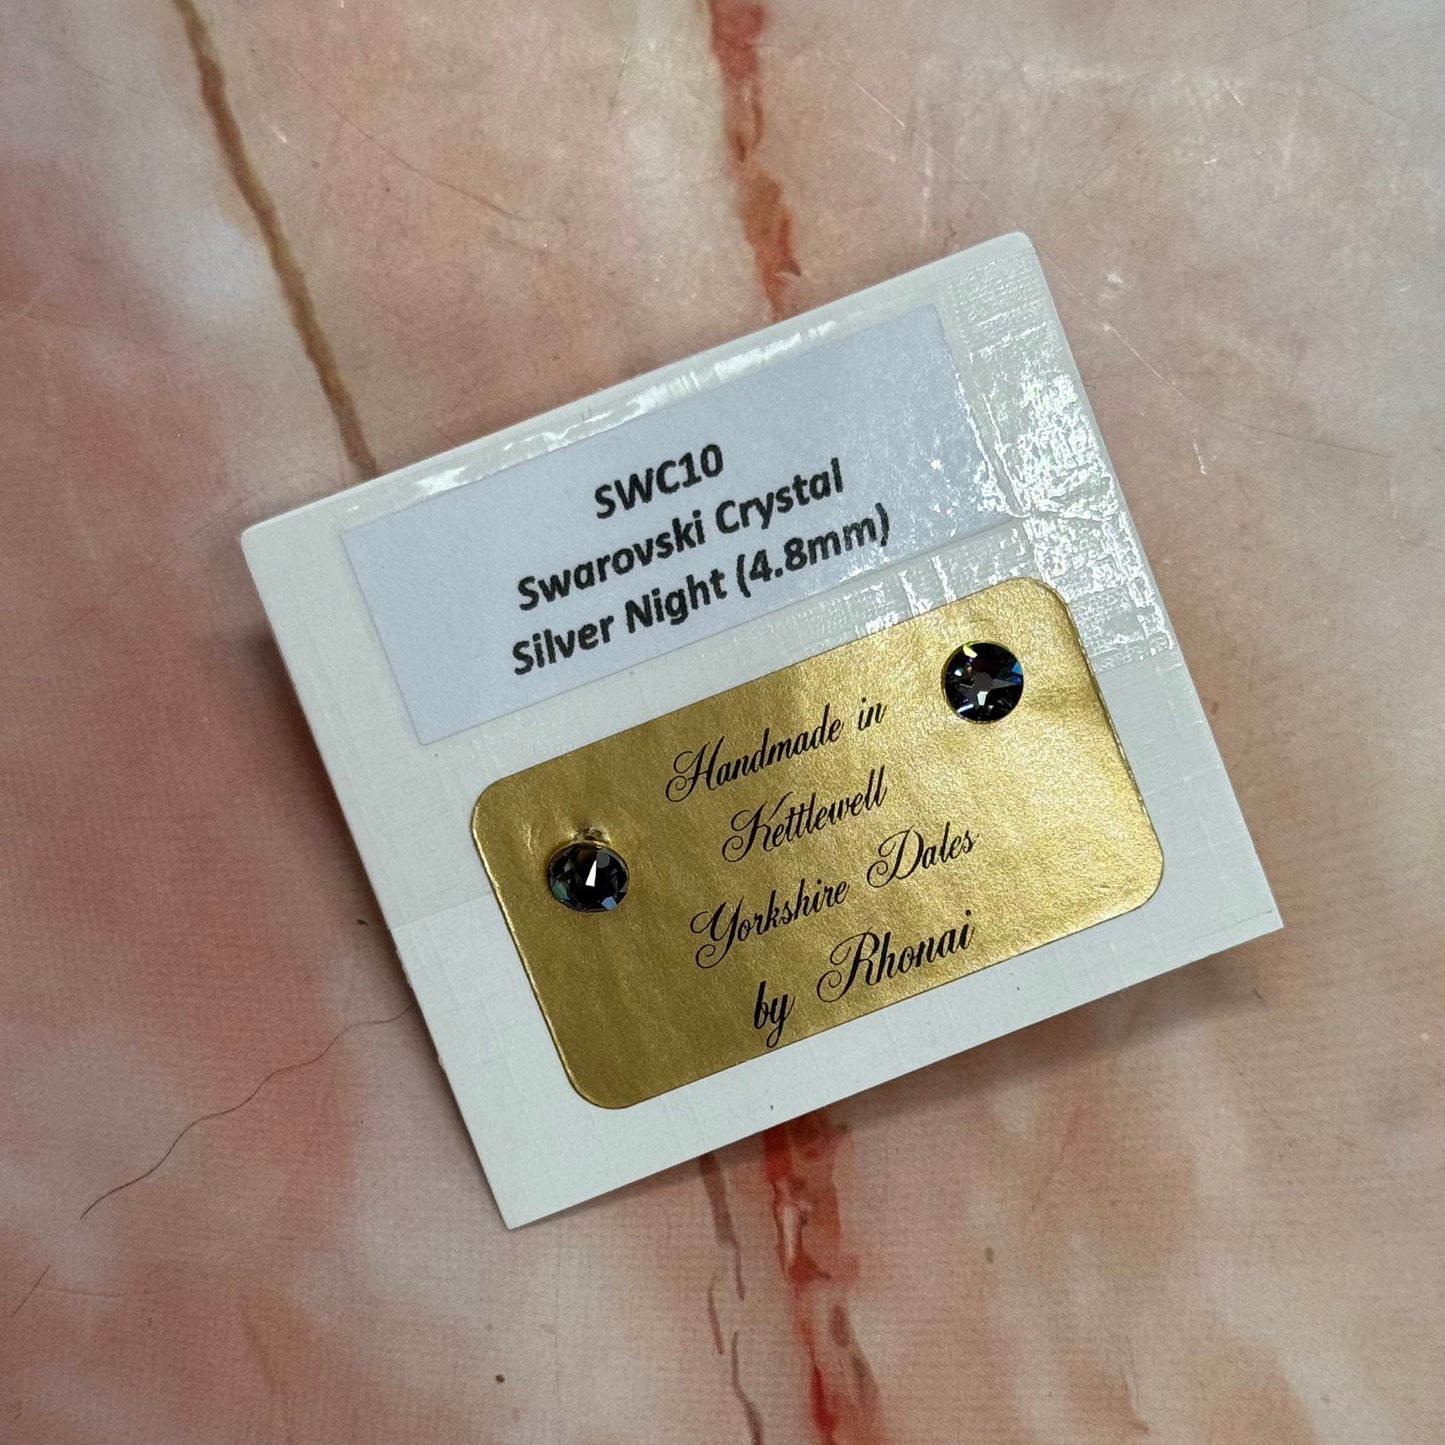 SWC10
Swarovski Crystal
Silver Night (4.8mm)
Handmade in
Kettlewell
Yorkshire Dales
by Rhonai